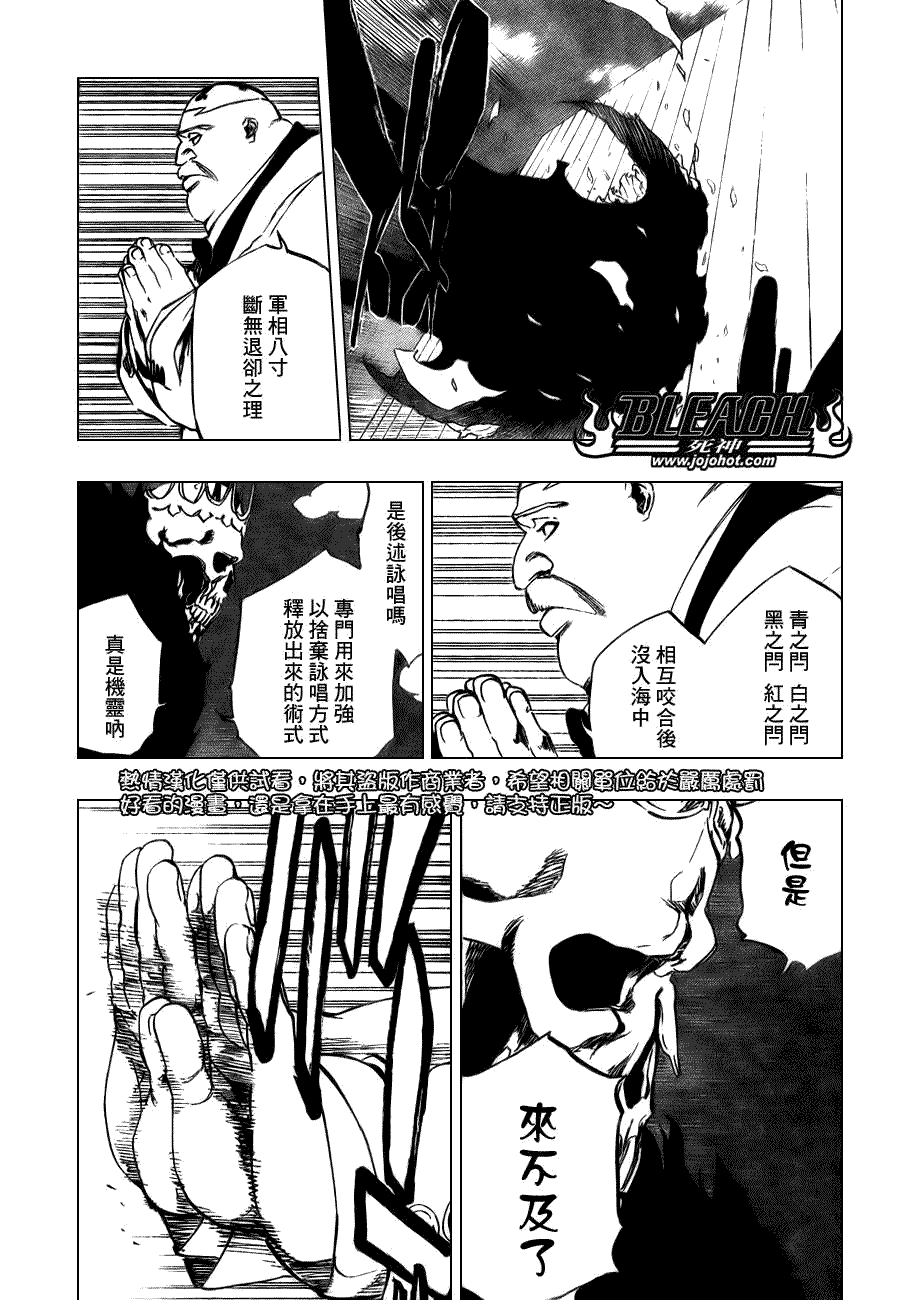 軍相八寸
斷無退卻之理
BLEACH
死神
www.jojohot.com
青之閂 白之閂
黑之閂 紅之閂
相互咬合後
沒入海中
是後述詠唱嗎
專門用來加強
以捨棄詠唱方式
釋放出來的術式
真是機靈吶
熱情漢化僅供試看，將其盜版作商業者，希望相關單位給於嚴厲處罰
好看的漫畫，還是拿在手上最有感覺，請支持正版～
但是
來不及了